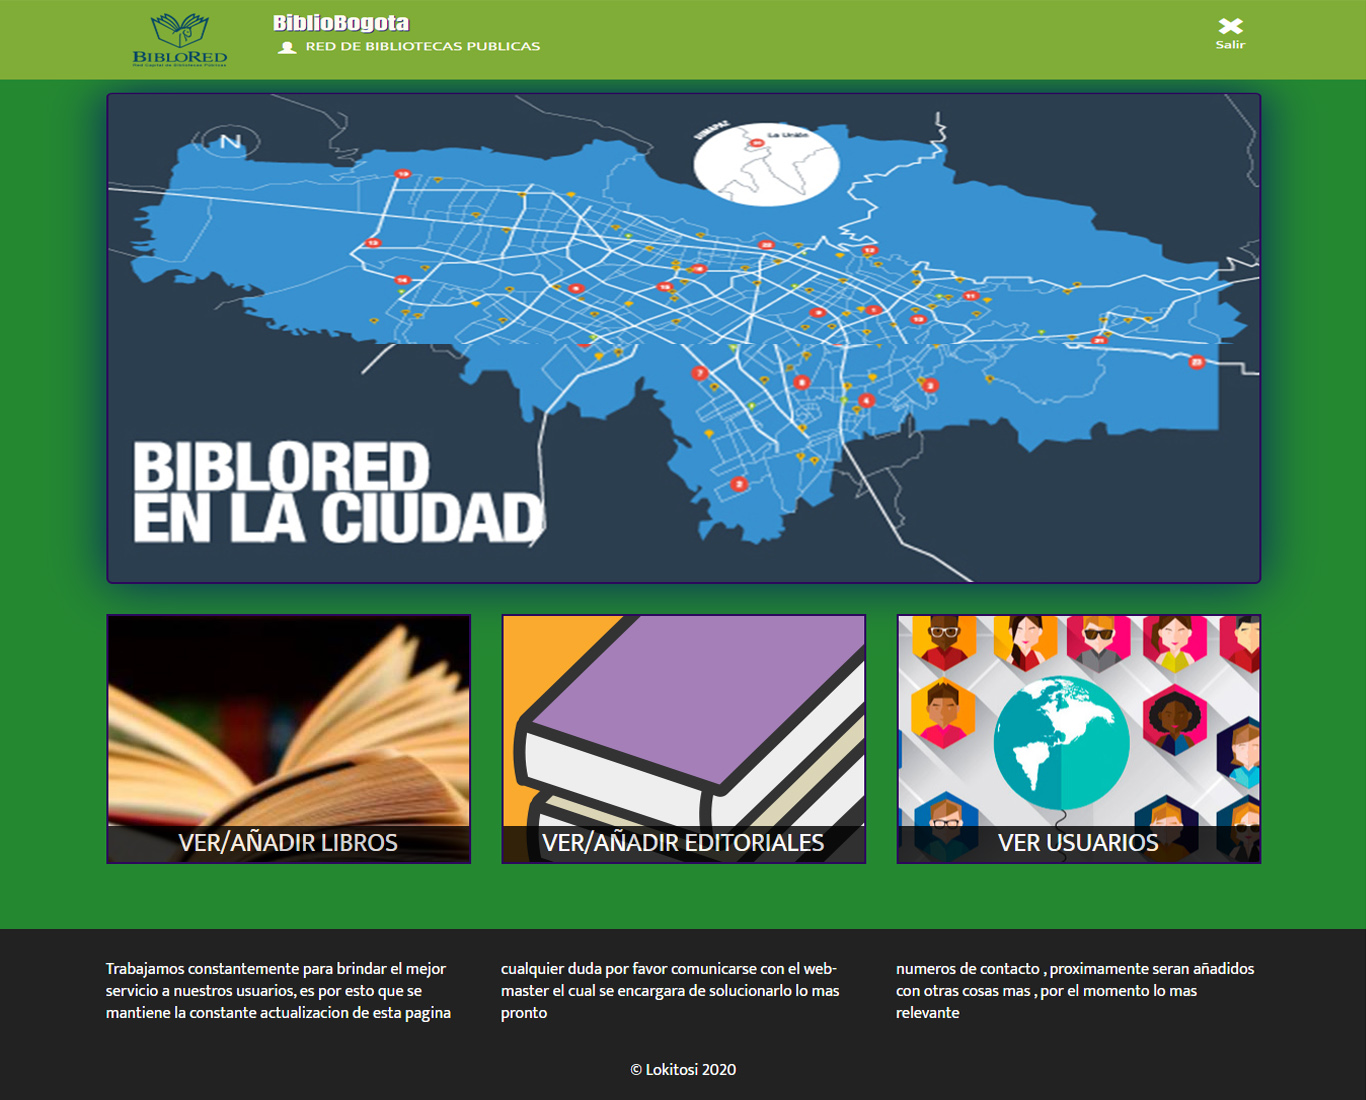 BIBLORED
Red Capital de Bibliotecas Públicas
BiblioBogota
RED DE BIBLIOTECAS PUBLICAS
Salir
N
SUMAPAZ
La Unión
BIBLORED
EN LA CIUDAD
VER/AÑADIR LIBROS
VER/AÑADIR EDITORIALES
VER USUARIOS
Trabajamos constantemente para brindar el mejor
servicio a nuestros usuarios, es por esto que se
mantiene la constante actualizacion de esta pagina
cualquier duda por favor comunicarse con el web-
master el cual se encargara de solucionarlo lo mas
pronto
numeros de contacto , proximamente seran añadidos
con otras cosas mas , por el momento lo mas
relevante
© Lokitosi 2020